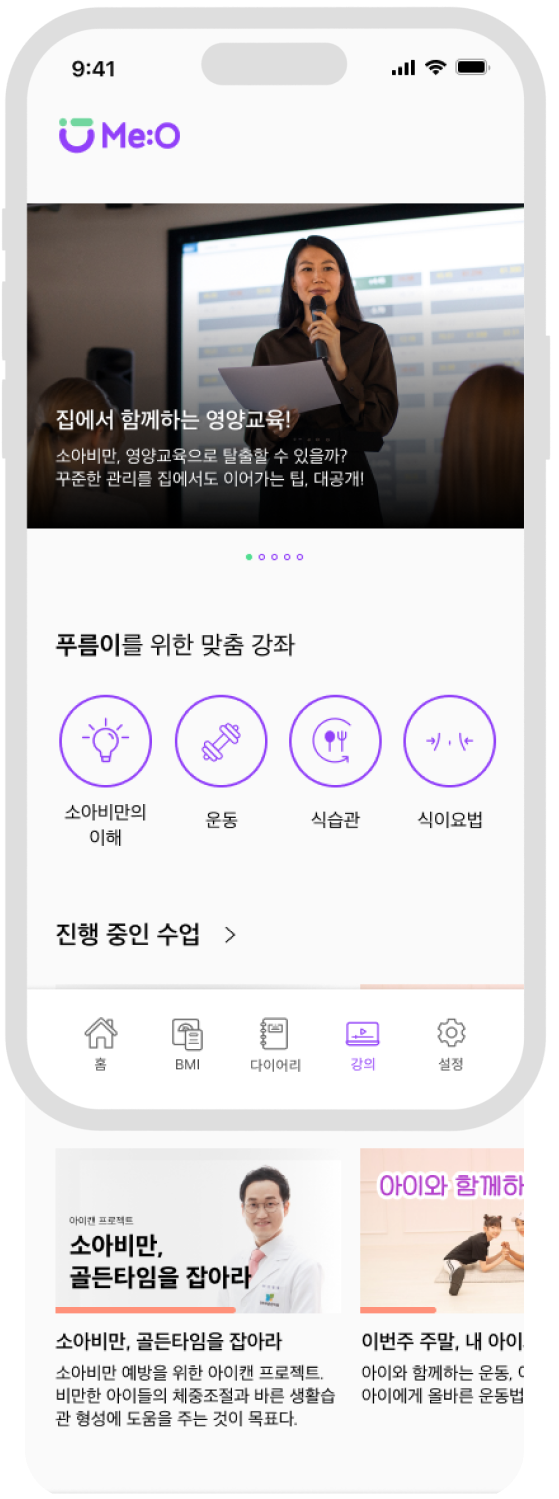 9:41
Me:O
집에서 함께하는 영양교육!
소아비만, 영양교육으로 탈출할 수 있을까?
꾸준한 관리를 집에서도 이어가는 팁, 대공개!
푸름이를 위한 맞춤 강좌
소아비만의
이해
운동
식습관
식이요법
진행 중인 수업
홈
BMI
다이어리
강의
설정
아이캔 프로젝트
소아비만,
골든타임을 잡아라
아이와 함께하
소아비만, 골든타임을 잡아라
소아비만 예방을 위한 아이캔 프로젝트.
비만한 아이들의 체중조절과 바른 생활습
관 형성에 도움을 주는 것이 목표다.
이번주 주말, 내 아이
아이와 함께하는 운동,
아이에게 올바른 운동법